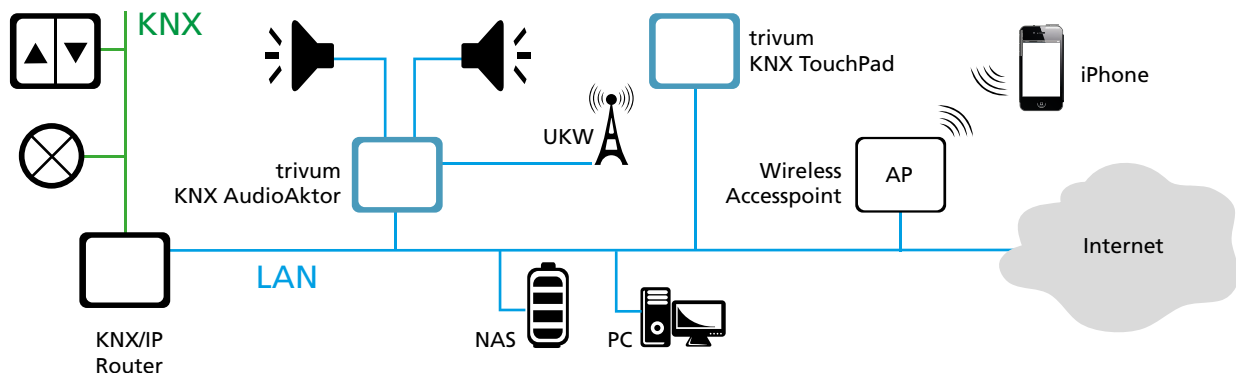 KNX
trivum
KNX TouchPad
iPhone
UKW
trivum
KNX AudioAktor
Wireless
Accesspoint
AP
Internet
LAN
NAS
PC
KNX/IP
Router